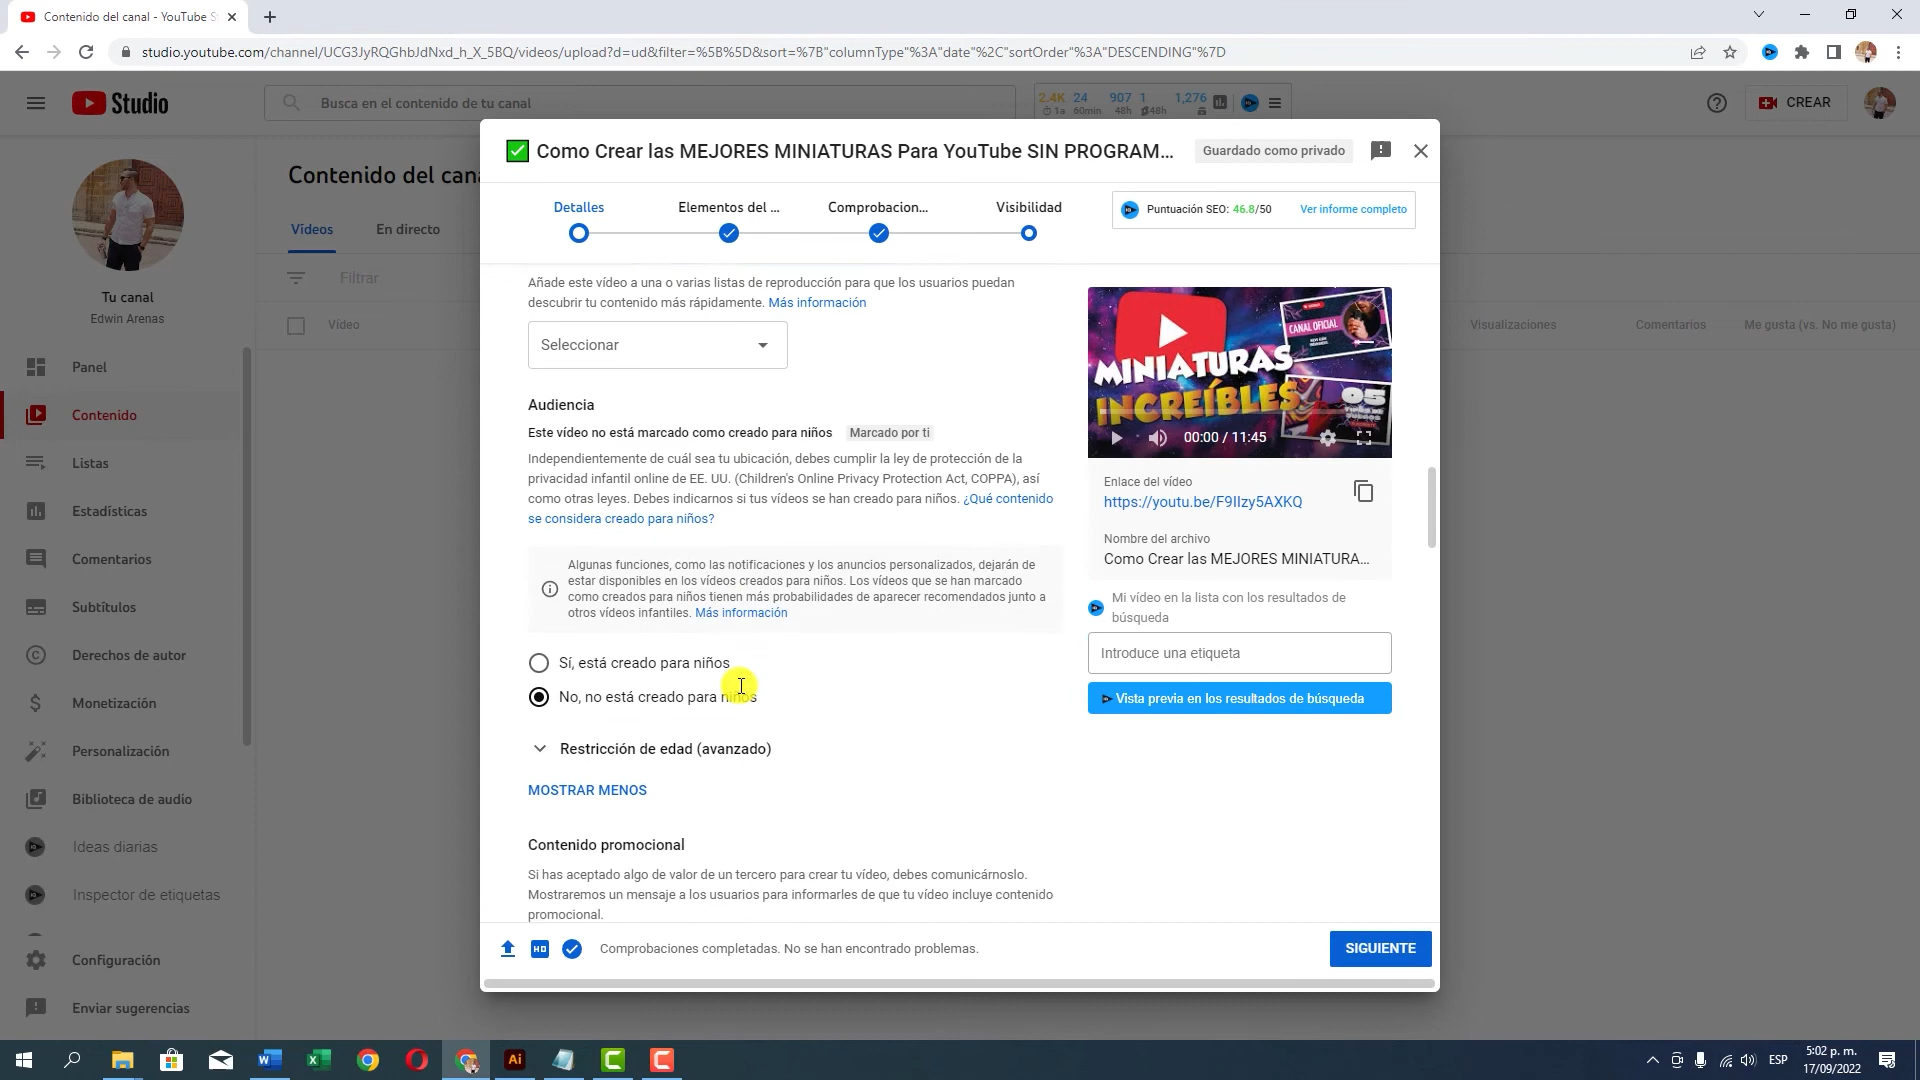 Contenido del canal - YouTube S
studio.youtube.com/channel/UCG3JyRQGhbJdNxd_h_X_5BQ/videos/upload?d=ud&filter=%5B%5D&sort=%7B"columnType"%3A"date"%2C"sortOrder"%3A"DESCENDING"%7D
Studio
Busca en el contenido de tu canal
2.4K 24 907 1 1,276
1a 60min 48h 48h
CREAR
Contenido del cana
Vídeos
En directo
Filtrar
Vídeo
Visualizaciones
Comentarios
Me gusta (vs. No me gusta)
Tu canal
Edwin Arenas
Panel
Contenido
Listas
Estadísticas
Comentarios
Subtítulos
Derechos de autor
Monetización
Personalización
Biblioteca de audio
Ideas diarias
Inspector de etiquetas
Configuración
Enviar sugerencias
Como Crear las MEJORES MINIATURAS Para YouTube SIN PROGRAM...
Guardado como privado
Detalles
Elementos del ...
Comprobacion...
Visibilidad
Puntuación SEO: 46.8/50
Ver informe completo
Añade este vídeo a una o varias listas de reproducción para que los usuarios puedan
descubrir tu contenido más rápidamente. Más información
Seleccionar
Audiencia
Este vídeo no está marcado como creado para niños
Marcado por ti
Independientemente de cuál sea tu ubicación, debes cumplir la ley de protección de la
privacidad infantil online de EE. UU. (Children's Online Privacy Protection Act, COPPA), así
como otras leyes. Debes indicarnos si tus vídeos se han creado para niños. ¿Qué contenido
se considera creado para niños?
Algunas funciones, como las notificaciones y los anuncios personalizados, dejarán de
estar disponibles en los vídeos creados para niños. Los vídeos que se han marcado
como creados para niños tienen más probabilidades de aparecer recomendados junto a
otros vídeos infantiles. Más información
Sí, está creado para niños
No, no está creado para niños
Restricción de edad (avanzado)
MOSTRAR MENOS
Contenido promocional
Si has aceptado algo de valor de un tercero para crear tu vídeo, debes comunicárnoslo.
Mostraremos un mensaje a los usuarios para informarles de que tu vídeo incluye contenido
promocional.
CANAL OFICIAL
MINIATURAS
INCREÍBLES
05
00:00 / 11:45
Enlace del vídeo
https://youtu.be/F9IIzy5AXKQ
Nombre del archivo
Como Crear las MEJORES MINIATURA...
Mi vídeo en la lista con los resultados de
búsqueda
Introduce una etiqueta
Vista previa en los resultados de búsqueda
HD
Comprobaciones completadas. No se han encontrado problemas.
SIGUIENTE
Ai
ESP
5:02 p. m.
17/09/2022